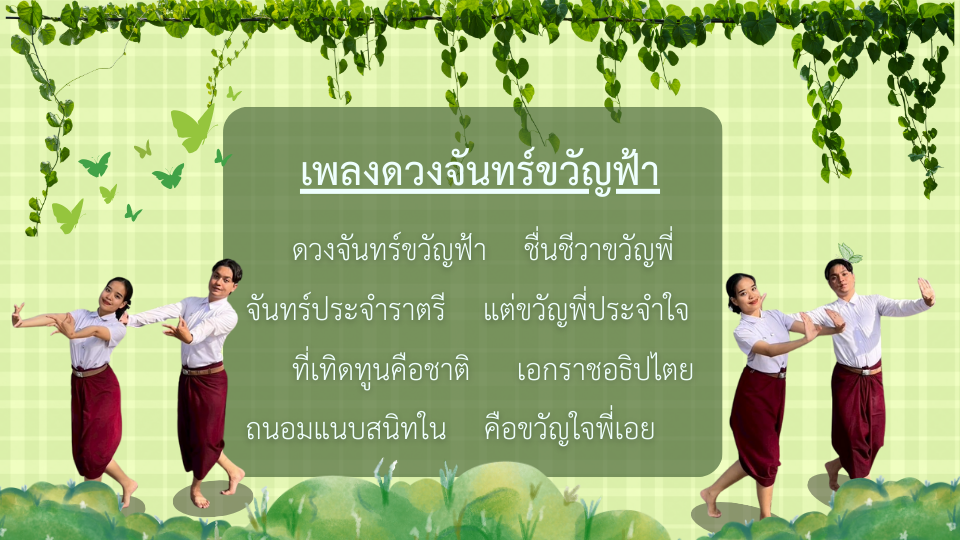 เพลงดวงจันทร์ขวัญฟ้า
ดวงจันทร์ขวัญฟ้า ชื่นชีวาขวัญพี่
จันทร์ประจำราตรี แต่ขวัญพี่ประจำใจ
ที่เทิดทูนคือชาติ เอกราชอธิปไตย
ถนอมแนบสนิทใน คือขวัญใจพี่เอย